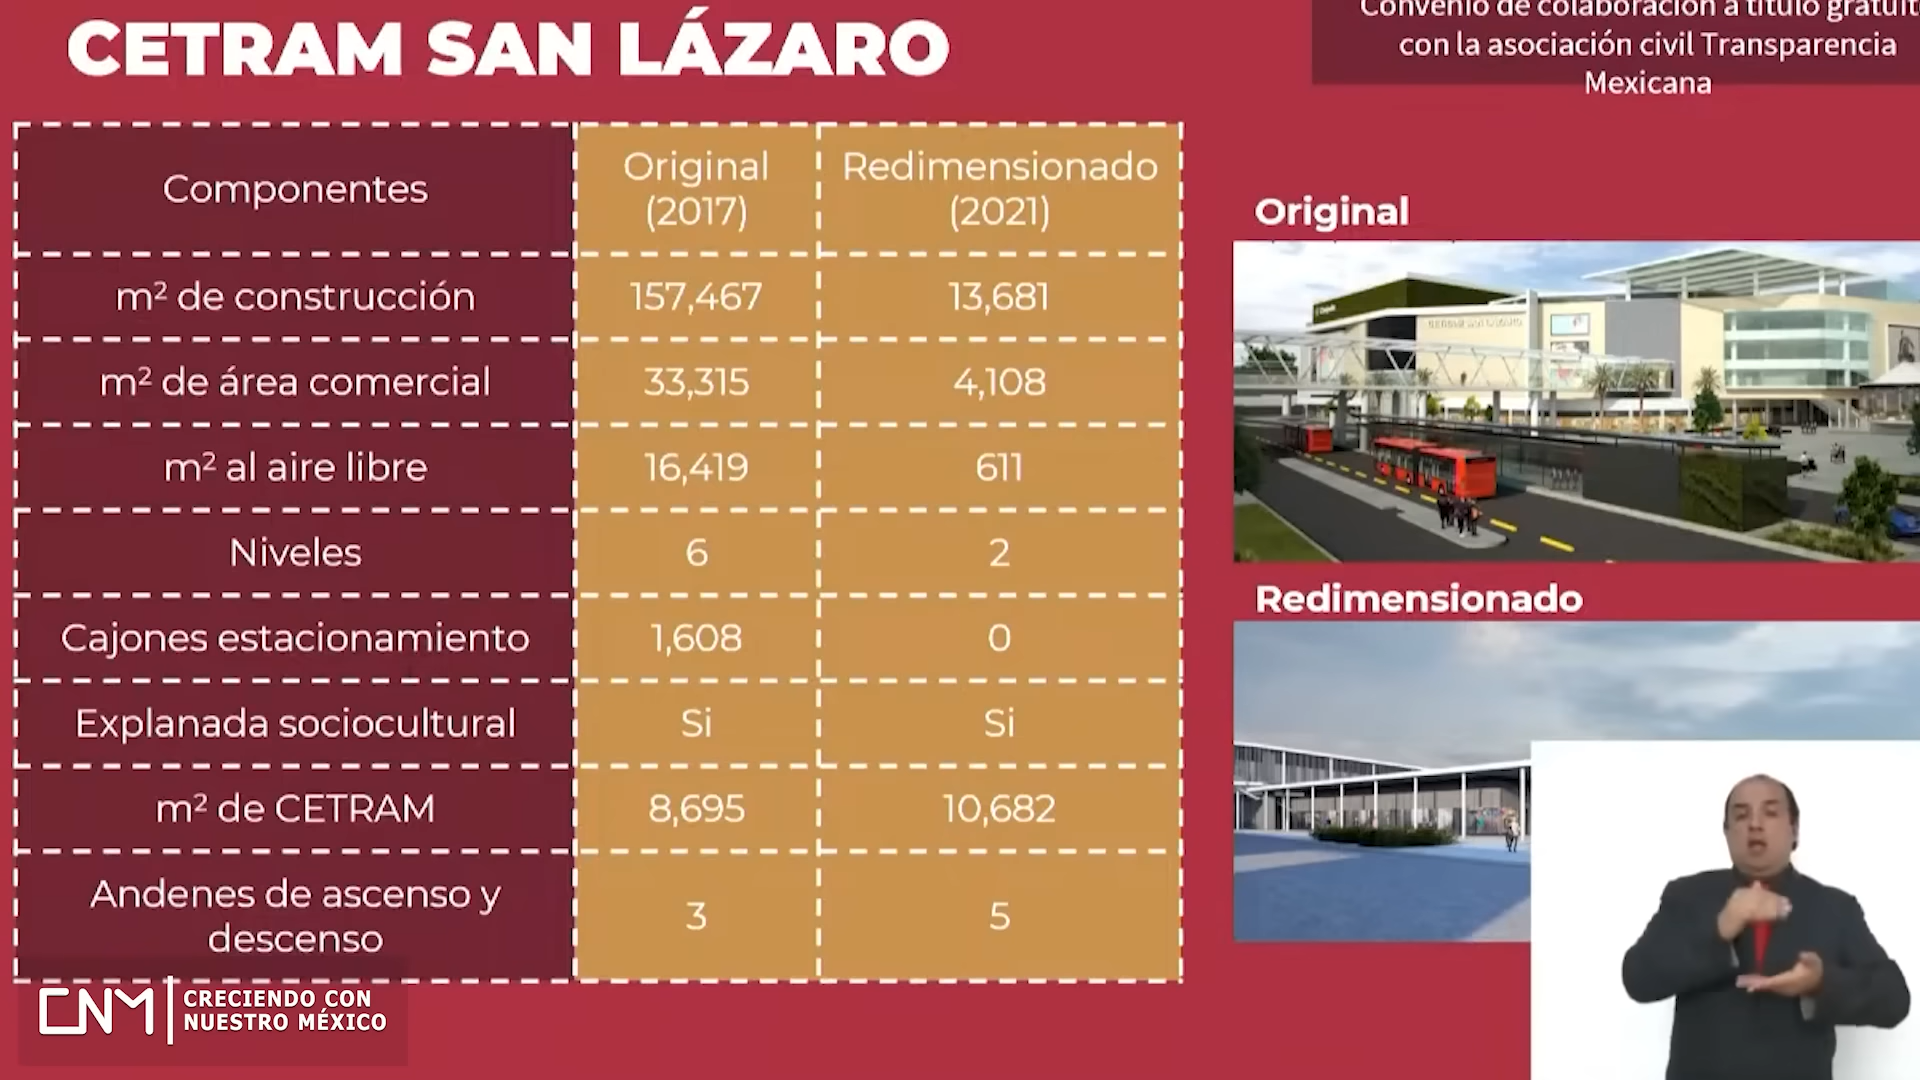 CETRAM SAN LÁZARO
Convenio de colaboración a título gratuito
con la asociación civil Transparencia
Mexicana
Componentes
Original
(2017)
Redimensionado
(2021)
m² de construcción
157,467
13,681
m² de área comercial
33,315
4,108
m² al aire libre
16,419
611
Niveles
6
2
Cajones estacionamiento
1,608
0
Explanada sociocultural
Si
Si
m² de CETRAM
8,695
10,682
Andenes de ascenso y
descenso
3
5
Original
CETRAM SAN LÁZARO
Redimensionado
CNM
CRECIENDO CON
NUESTRO MÉXICO